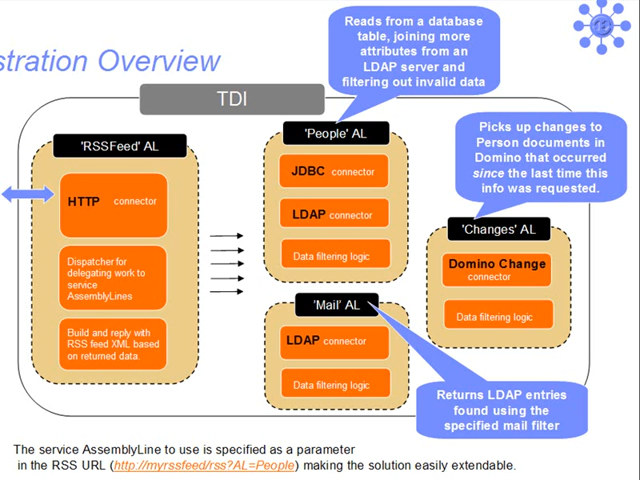 stration Overview
Reads from a database
table, joining more
attributes from an
LDAP server and
filtering out invalid data
TDI
Picks up changes to
Person documents in
Domino that occurred
since the last time this
info was requested.
'RSSFeed' AL
HTTP connector
Dispatcher for
delegating work to
service
AssemblyLines
Build and reply with
RSS feed XML based
on returned data.
'People' AL
JDBC connector
LDAP connector
Data filtering logic
'Changes' AL
Domino Change
connector
Data filtering logic
'Mail' AL
LDAP connector
Data filtering logic
Returns LDAP entries
found using the
specified mail filter
The service AssemblyLine to use is specified as a parameter
in the RSS URL (http://myrssfeed/rss?AL=People) making the solution easily extendable.